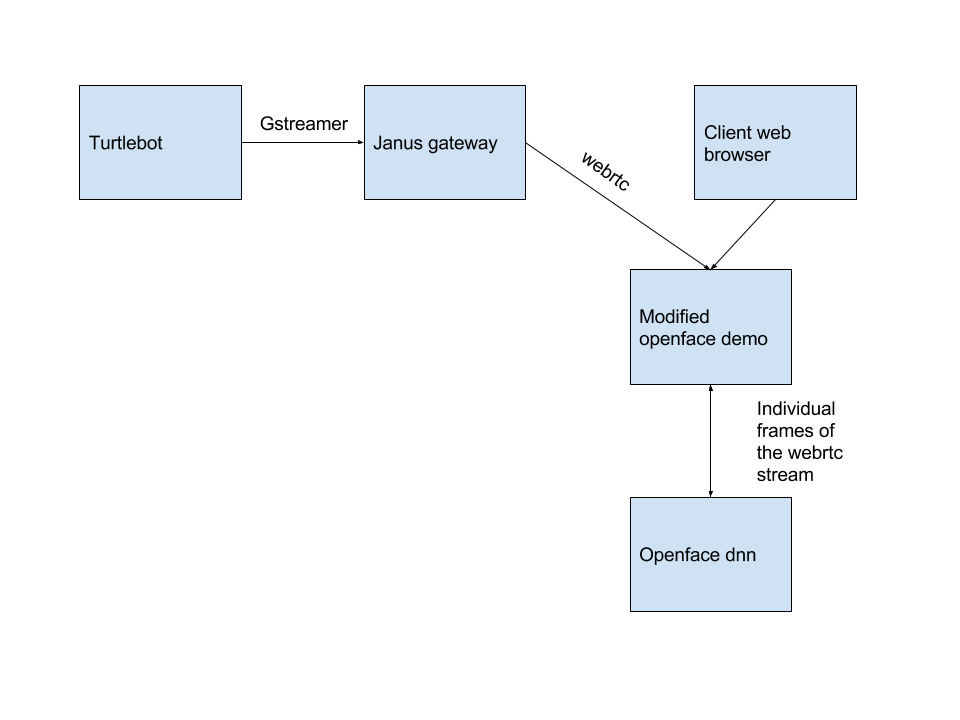 Turtlebot
Gstreamer
Janus gateway
webrtc
Client web
browser
Modified
openface demo
Individual
frames of
the webrtc
stream
Openface dnn